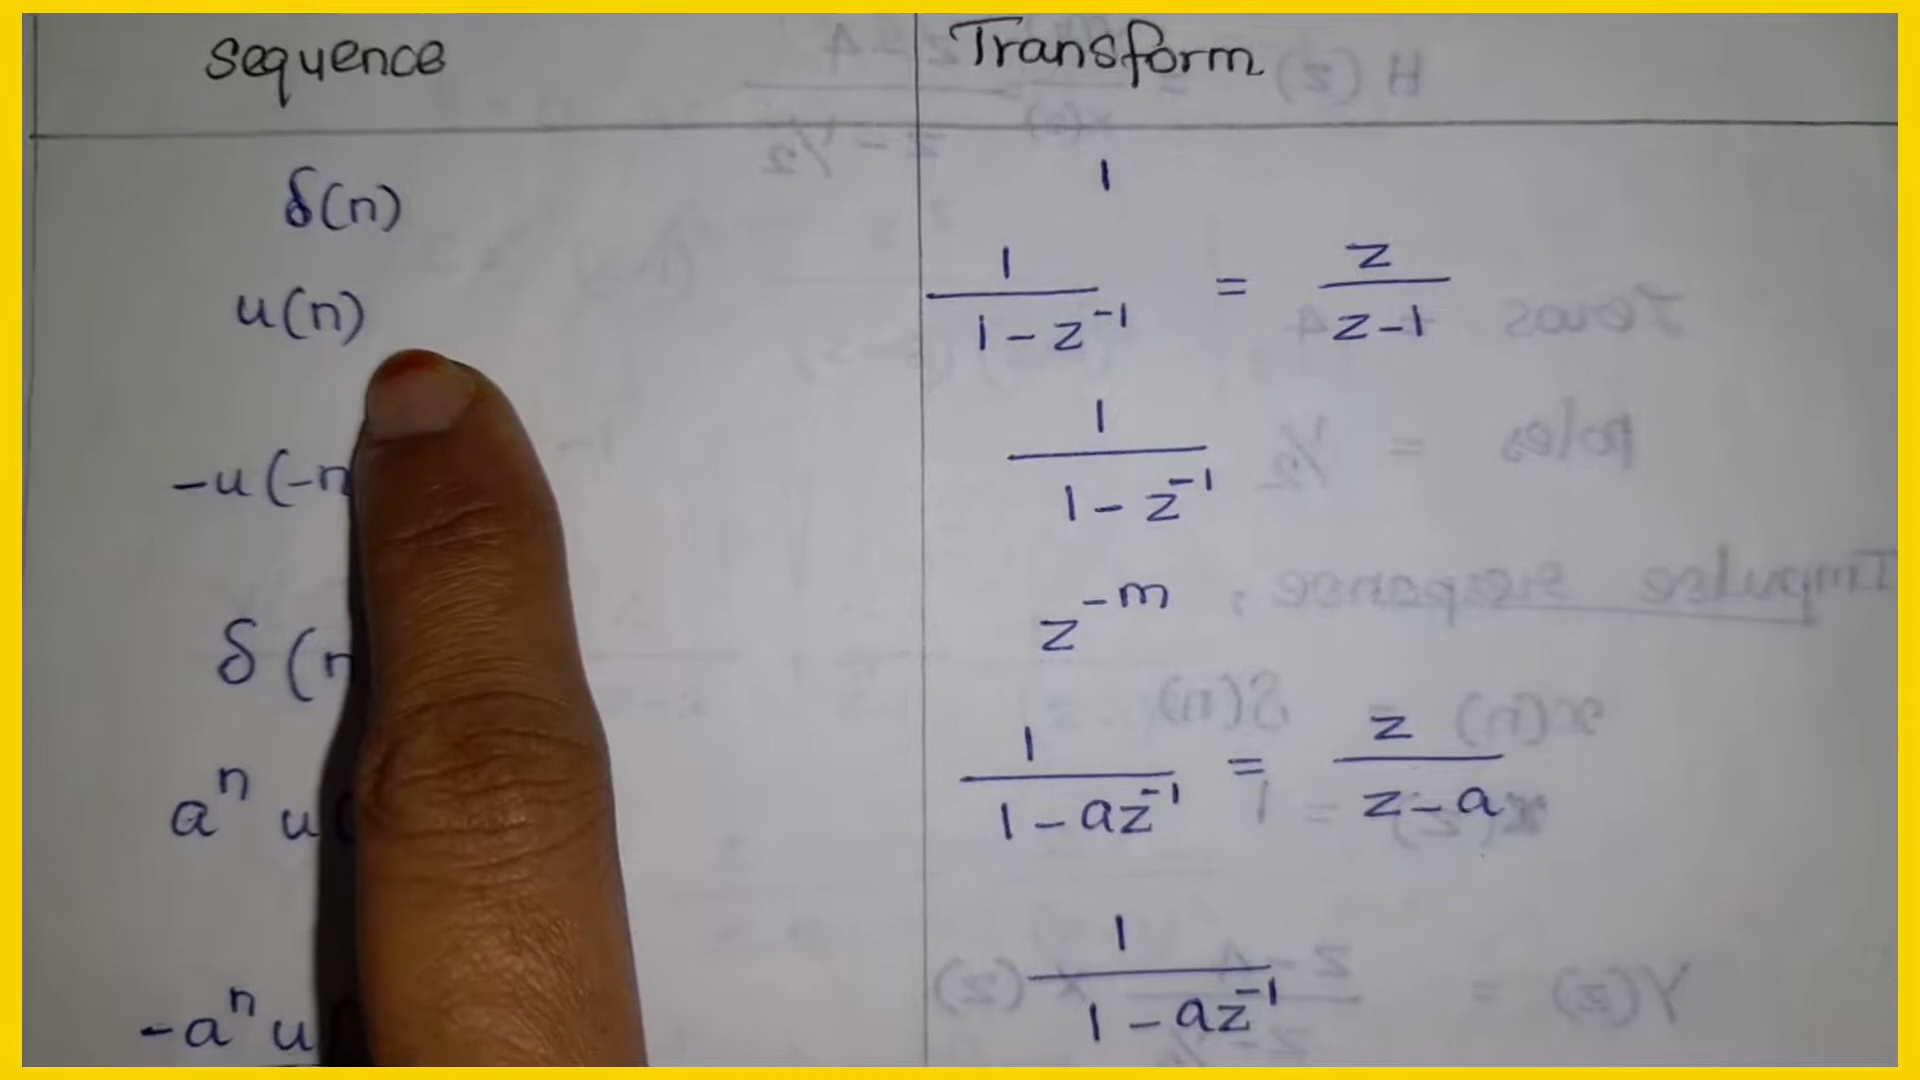 Sequence Transform
δ(n) 1
u(n) 1/(1-z⁻¹) = z/(z-1)
-u(-n 1/(1-z⁻¹)
δ(n z⁻ᵐ
aⁿ u( 1/(1-az⁻¹) = z/(z-a)
-aⁿ u 1/(1-az⁻¹)